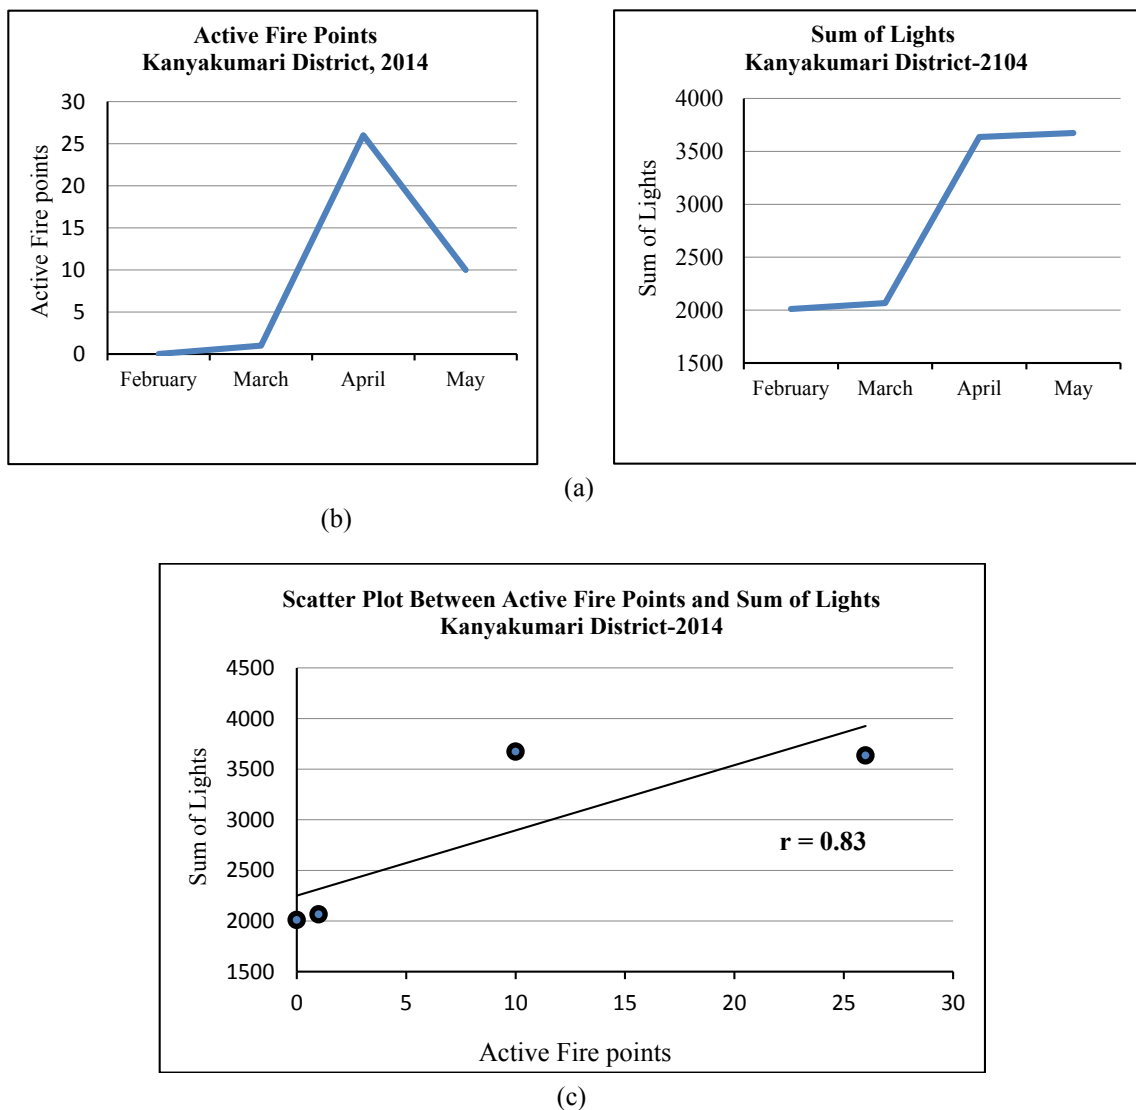 Active Fire Points
Kanyakumari District, 2014
30
25
20
15
10
5
0
Active Fire points
February March April May
Sum of Lights
Kanyakumari District-2104
4000
3500
3000
2500
2000
1500
Sum of Lights
February March April May
(a)
(b)
Scatter Plot Between Active Fire Points and Sum of Lights
Kanyakumari District-2014
4500
4000
3500
3000
2500
2000
1500
Sum of Lights
r = 0.83
0 5 10 15 20 25 30
Active Fire points
(c)